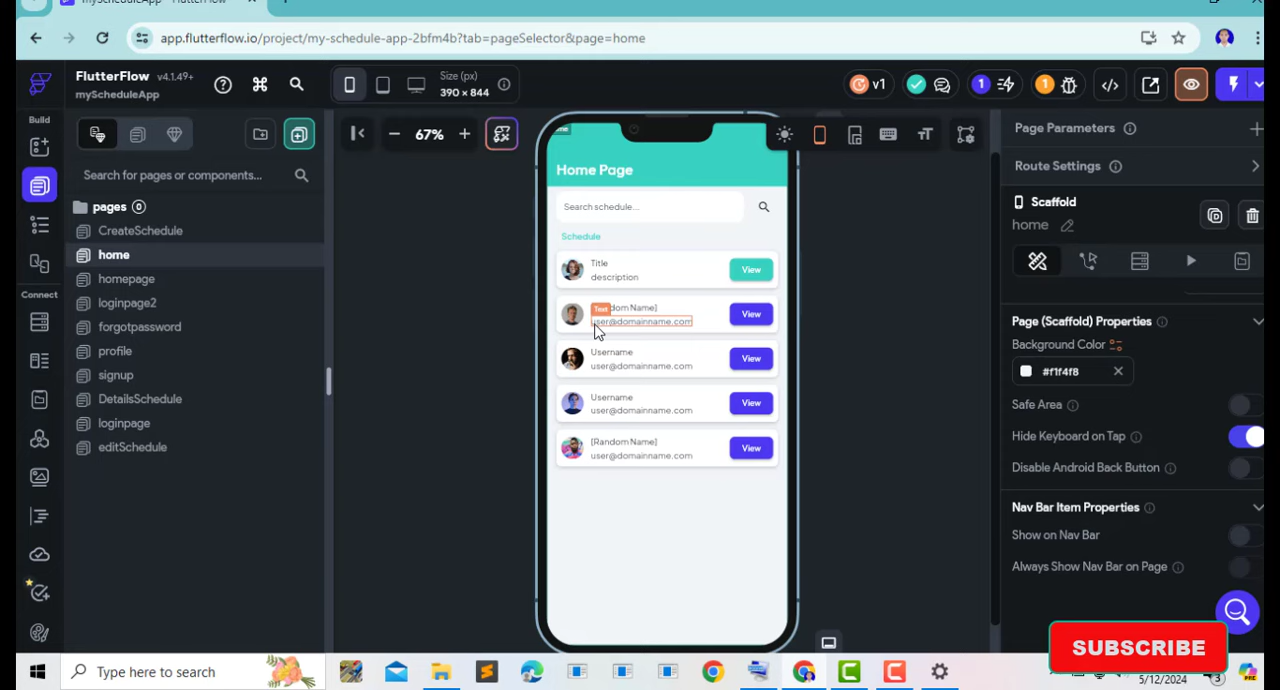 myScheduleApp - FlutterFlow
app.flutterflow.io/project/my-schedule-app-2bfm4b?tab=pageSelector&page=home
FlutterFlow v4.1.49+
myScheduleApp
Size (px)
390 × 844
v1
1
1
Build
67%
Home Page
Search for pages or components...
pages 0
CreateSchedule
home
homepage
loginpage2
forgotpassword
profile
signup
DetailsSchedule
loginpage
editSchedule
Connect
Search schedule...
Schedule
Title
description
View
Text
dom Name]
user@domainname.com
View
Username
user@domainname.com
View
Username
user@domainname.com
View
[Random Name]
user@domainname.com
View
Page Parameters
Route Settings
Scaffold
home
Page (Scaffold) Properties
Background Color
#f1f4f8
Safe Area
Hide Keyboard on Tap
Disable Android Back Button
Nav Bar Item Properties
Show on Nav Bar
Always Show Nav Bar on Page
SUBSCRIBE
Type here to search
5/12/2024
3